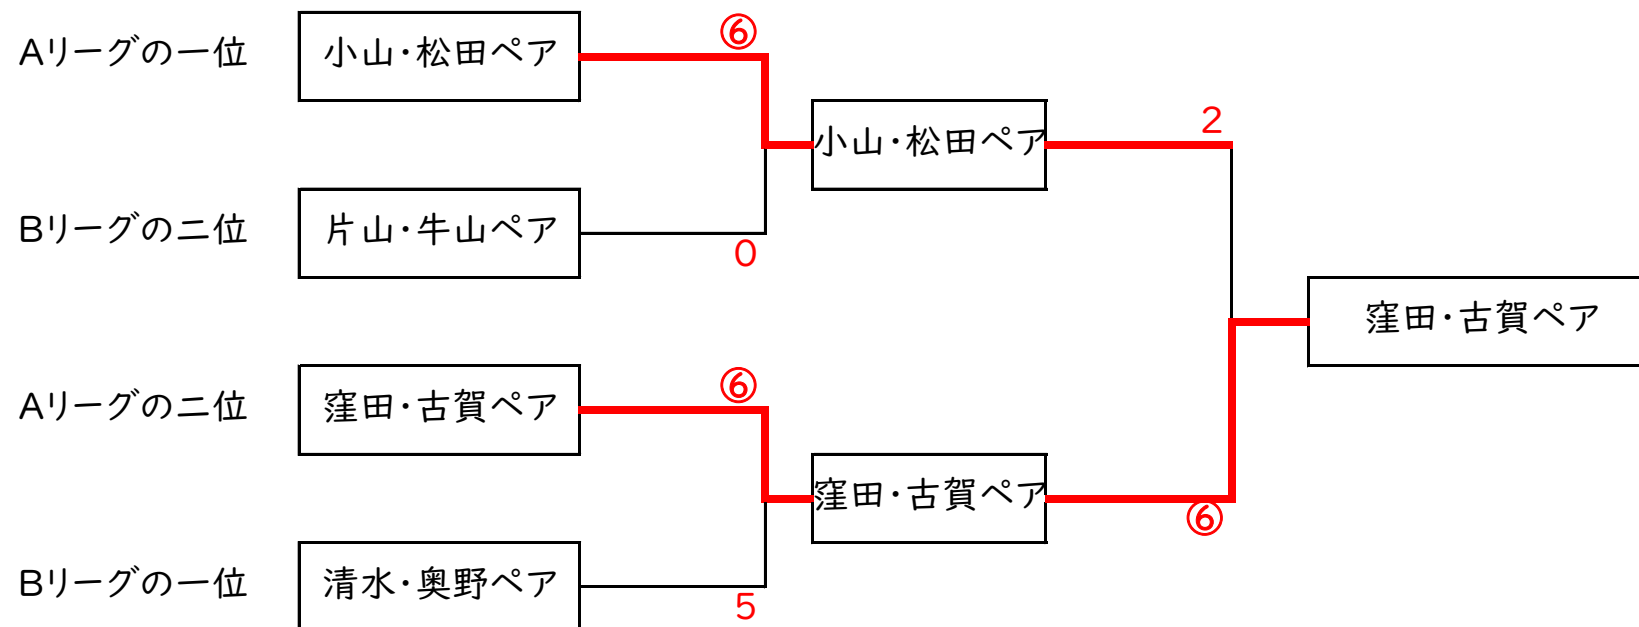 ⑥
Aリーグの一位 小山・松田ペア
2
小山・松田ペア
Bリーグの二位 片山・牛山ペア
0
窪田・古賀ペア
⑥
Aリーグの二位 窪田・古賀ペア
窪田・古賀ペア
⑥
Bリーグの一位 清水・奥野ペア
5